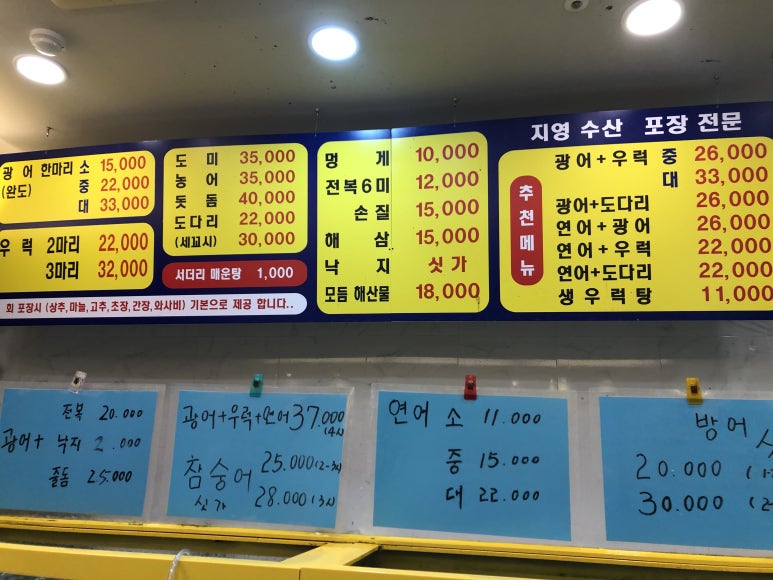 광 어 한마리 소 15,000
(완도) 중 22,000
대 33,000
우 럭 2마리 22,000
3마리 32,000
도 미 35,000
농 어 35,000
돗 돔 40,000
도다리 22,000
(세꼬시) 30,000
서더리 매운탕 1,000
회 포장시 (상추,마늘,고추,초장,간장,와사비) 기본으로 제공 합니다..
멍 게 10,000
전복6미 12,000
손질 15,000
해 삼 15,000
낙 지 싯 가
모듬 해산물 18,000
지영 수산 포장 전문
추천메뉴
광어+우럭 중 26,000
대 33,000
광어+도다리 26,000
연어+광어 26,000
연어+우럭 22,000
연어+도다리 22,000
생우럭탕 11,000
전복 20.000
광어+ 낙지 2 .000
줄돔 25.000
광어+우럭+연어 37.000
참숭어 25.000
싯가 28.000
연어 소 11.000
중 15.000
대 22.000
방어
20.000
30.000